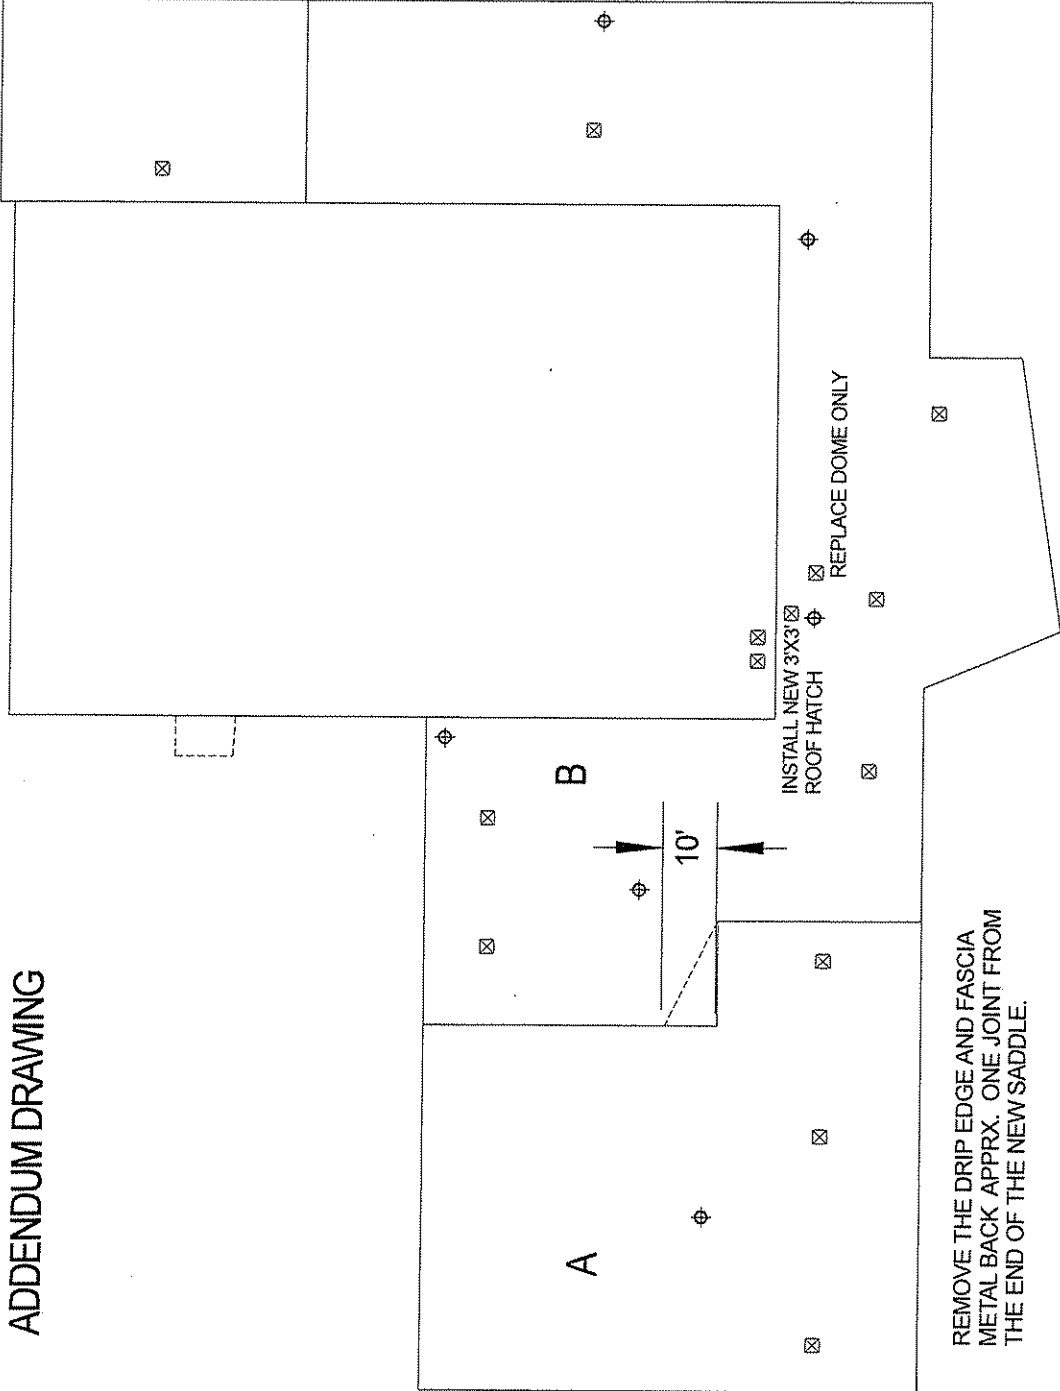 ADDENDUM DRAWING
A
B
10'
INSTALL NEW 3'X3'
ROOF HATCH
REPLACE DOME ONLY
REMOVE THE DRIP EDGE AND FASCIA
METAL BACK APPRX. ONE JOINT FROM
THE END OF THE NEW SADDLE.